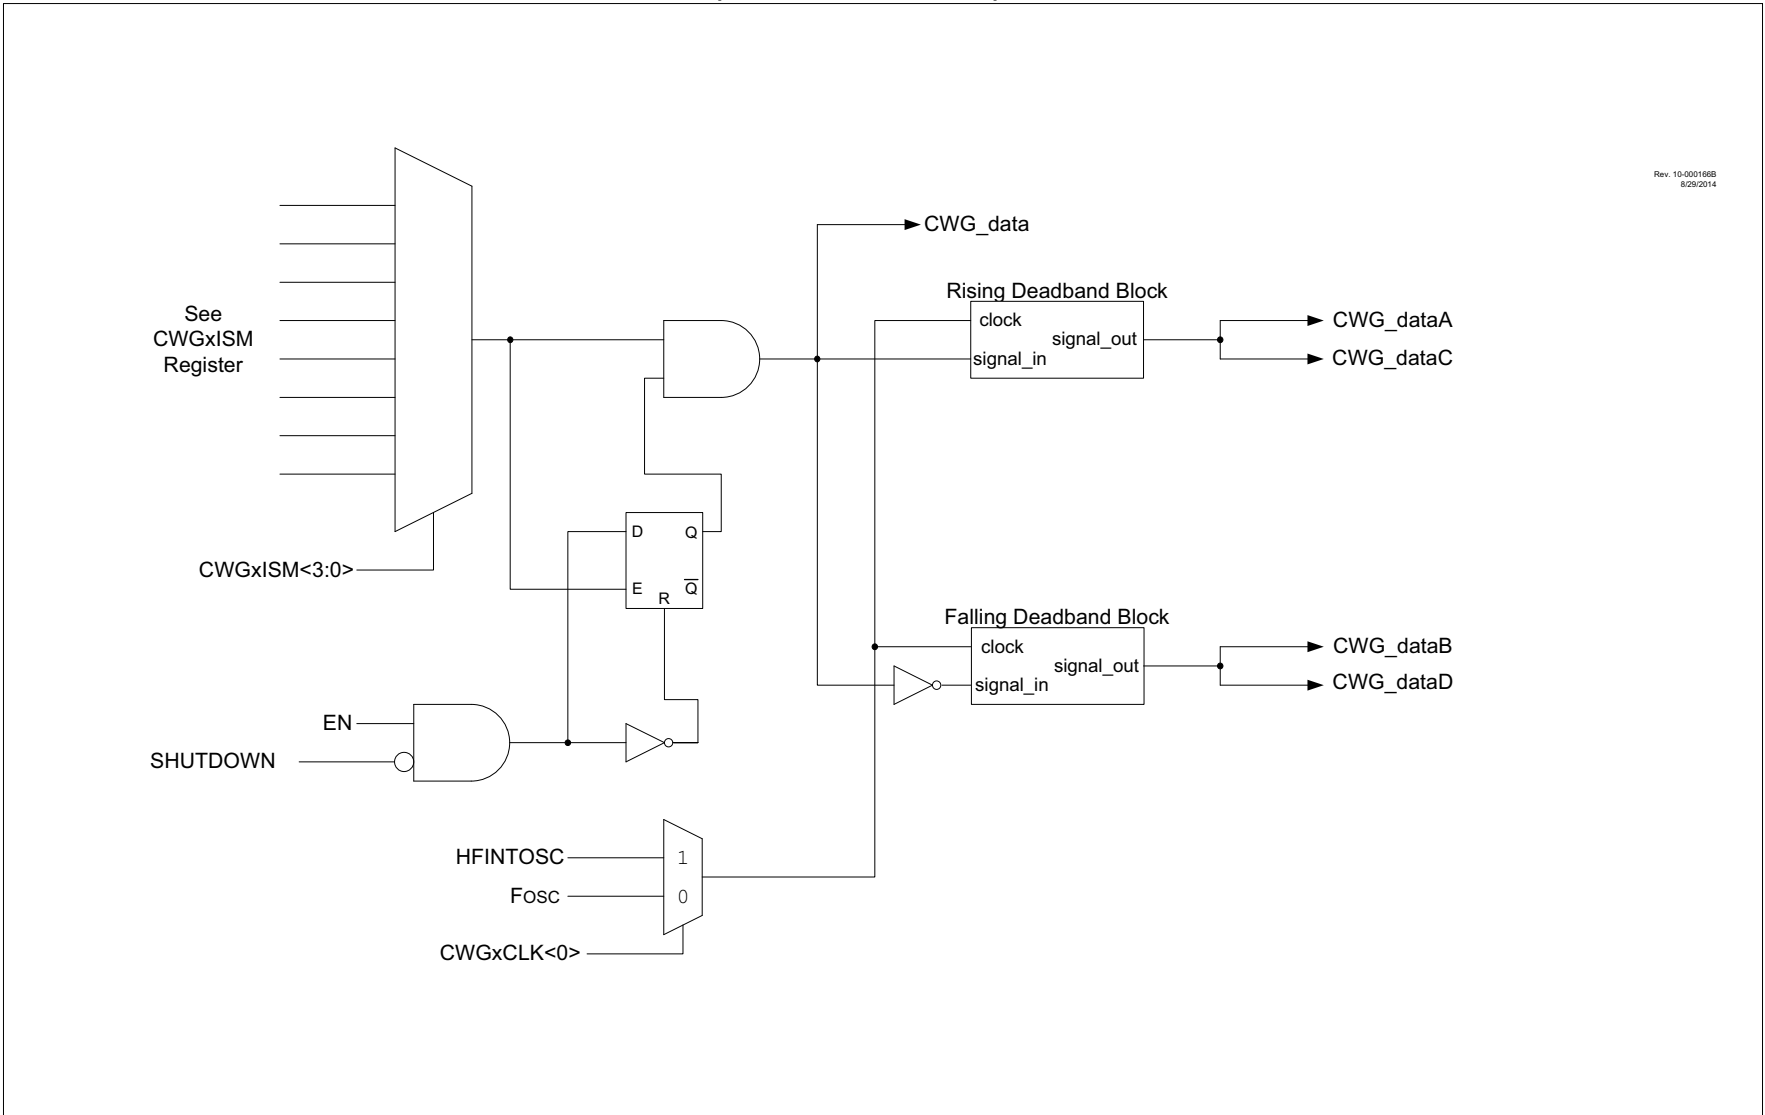 Rev. 10-000166B
8/29/2014
See
CWGxISM
Register
CWGxISM<3:0>
EN
SHUTDOWN
D
Q
E
Q̅
R
HFINTOSC
FOSC
1
0
CWGxCLK<0>
CWG_data
Rising Deadband Block
clock
signal_out
signal_in
CWG_dataA
CWG_dataC
Falling Deadband Block
clock
signal_out
signal_in
CWG_dataB
CWG_dataD